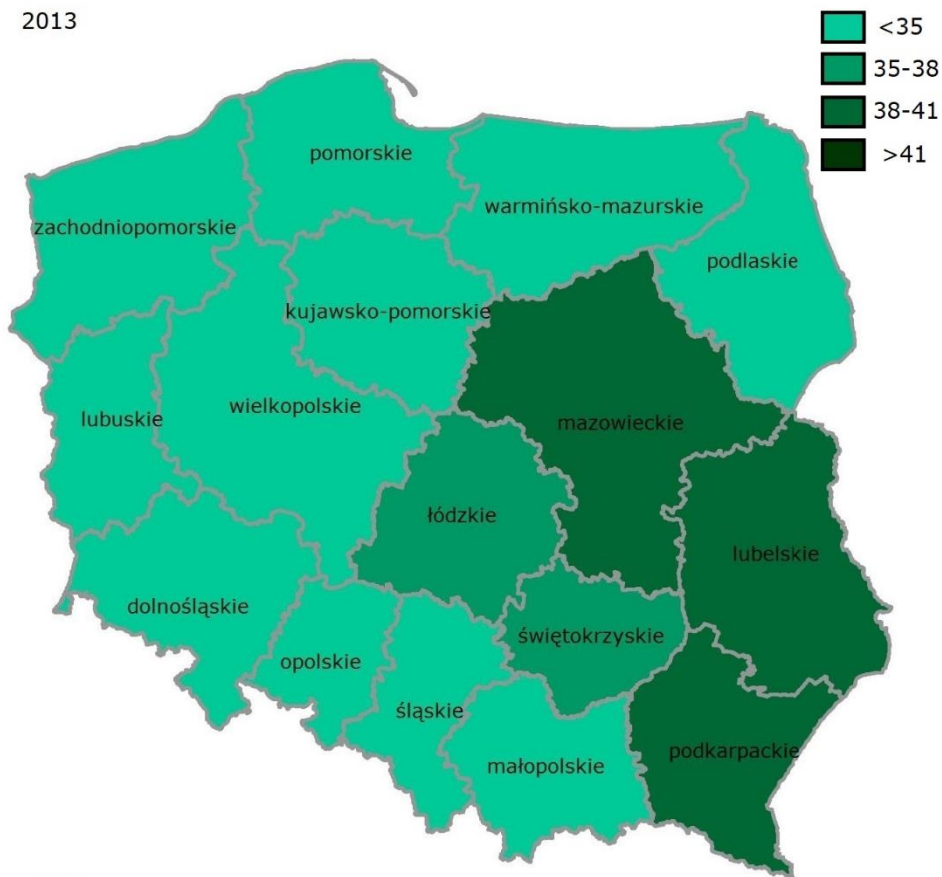 2013
<35
35-38
38-41
>41
pomorskie
zachodniopomorskie
warmińsko-mazurskie
podlaskie
kujawsko-pomorskie
lubuskie
wielkopolskie
mazowieckie
łódzkie
lubelskie
dolnośląskie
opolskie
świętokrzyskie
śląskie
małopolskie
podkarpackie